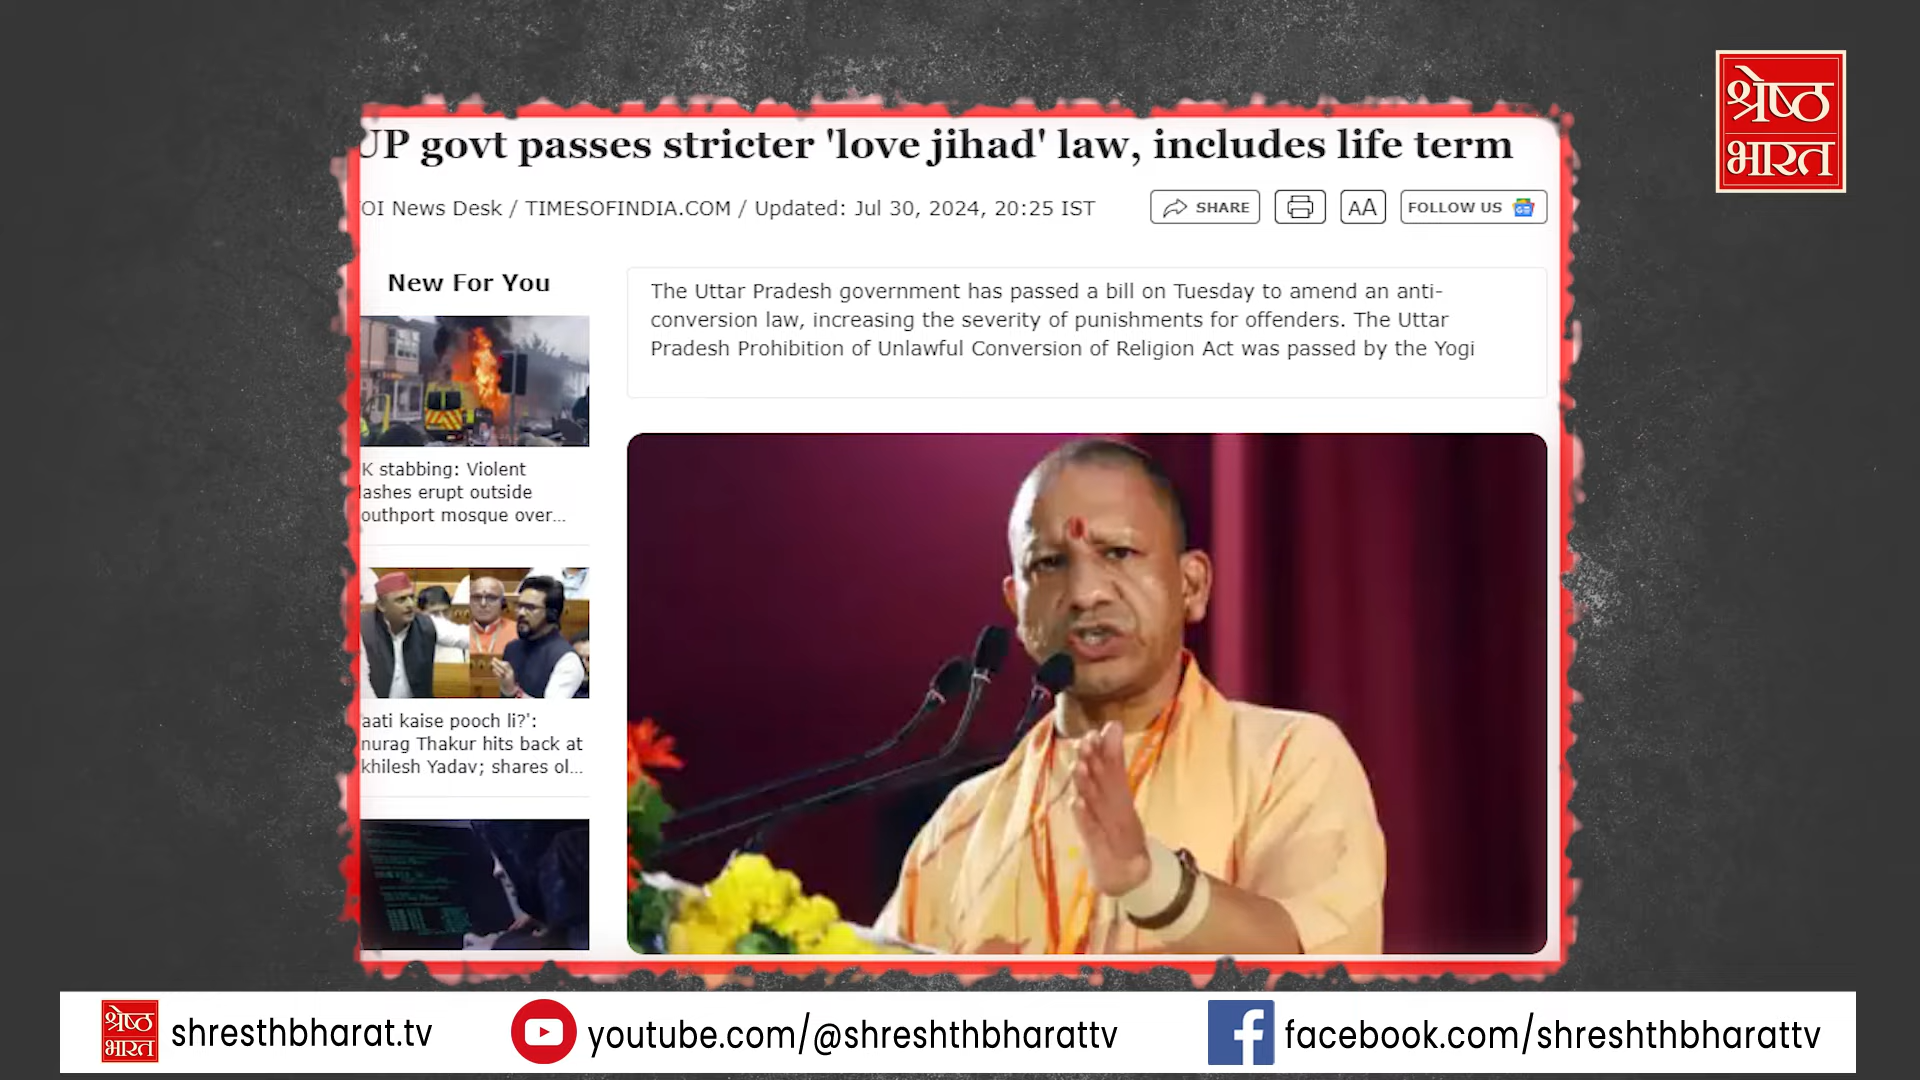 श्रेष्ठ
भारत
UP govt passes stricter 'love jihad' law, includes life term
OI News Desk / TIMESOFINDIA.COM / Updated: Jul 30, 2024, 20:25 IST
SHARE
AA
FOLLOW US
New For You
The Uttar Pradesh government has passed a bill on Tuesday to amend an anti-
conversion law, increasing the severity of punishments for offenders. The Uttar
Pradesh Prohibition of Unlawful Conversion of Religion Act was passed by the Yogi
K stabbing: Violent
lashes erupt outside
outhport mosque over...
aati kaise pooch li?':
nurag Thakur hits back at
khilesh Yadav; shares ol...
श्रेष्ठ
भारत
shresthbharat.tv
youtube.com/@shreshthbharattv
facebook.com/shreshthbharattv